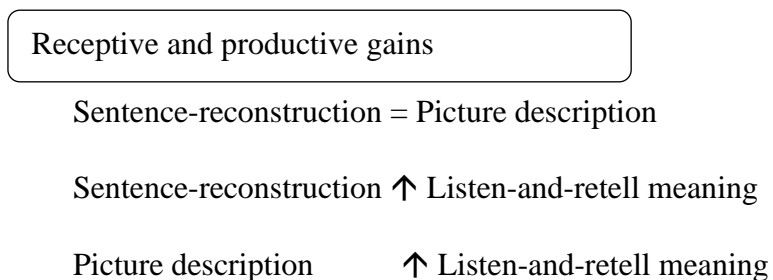 Receptive and productive gains
Sentence-reconstruction = Picture description
Sentence-reconstruction ↑ Listen-and-retell meaning
Picture description ↑ Listen-and-retell meaning